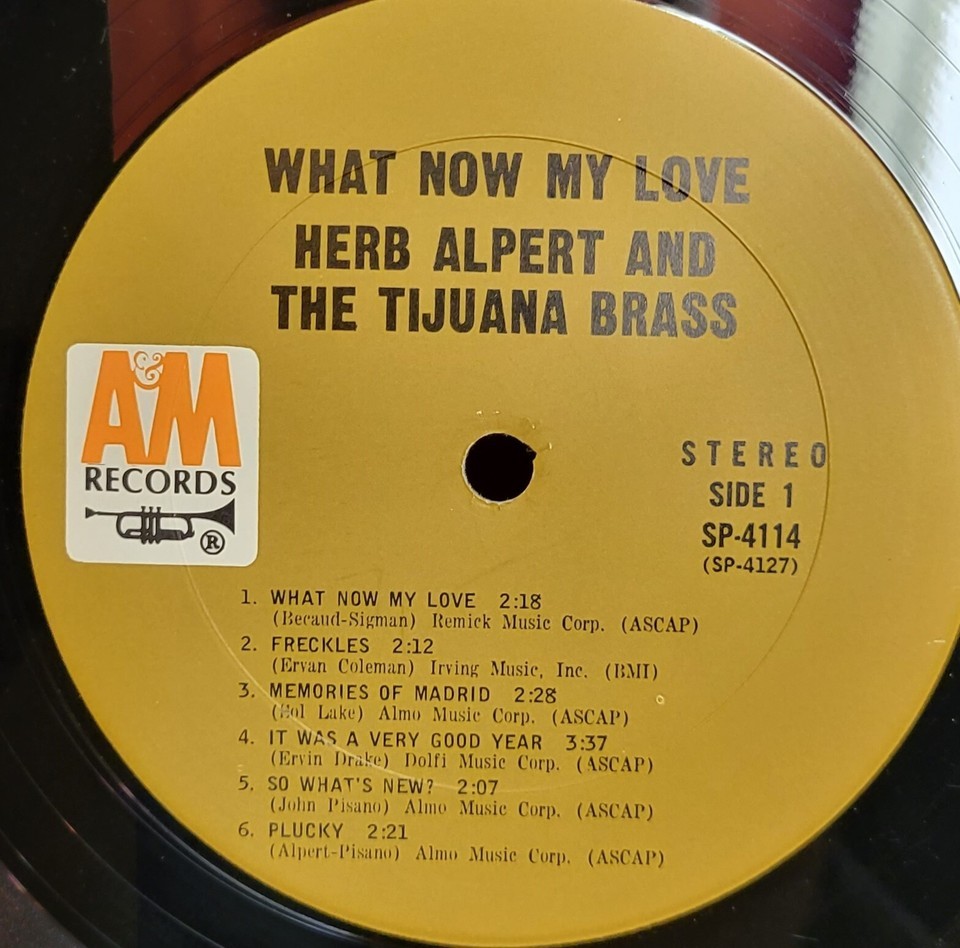 WHAT NOW MY LOVE
HERB ALPERT AND
THE TIJUANA BRASS
A&M
RECORDS
®
STEREO
SIDE 1
SP-4114
(SP-4127)
1. WHAT NOW MY LOVE 2:18
(Becaud-Sigman) Remick Music Corp. (ASCAP)
2. FRECKLES 2:12
(Ervan Coleman) Irving Music, Inc. (BMI)
3. MEMORIES OF MADRID 2:28
(Sol Lake) Almo Music Corp. (ASCAP)
4. IT WAS A VERY GOOD YEAR 3:37
(Ervin Drake) Dolfi Music Corp. (ASCAP)
5. SO WHAT'S NEW? 2:07
(John Pisano) Almo Music Corp. (ASCAP)
6. PLUCKY 2:21
(Alpert-Pisano) Almo Music Corp. (ASCAP)